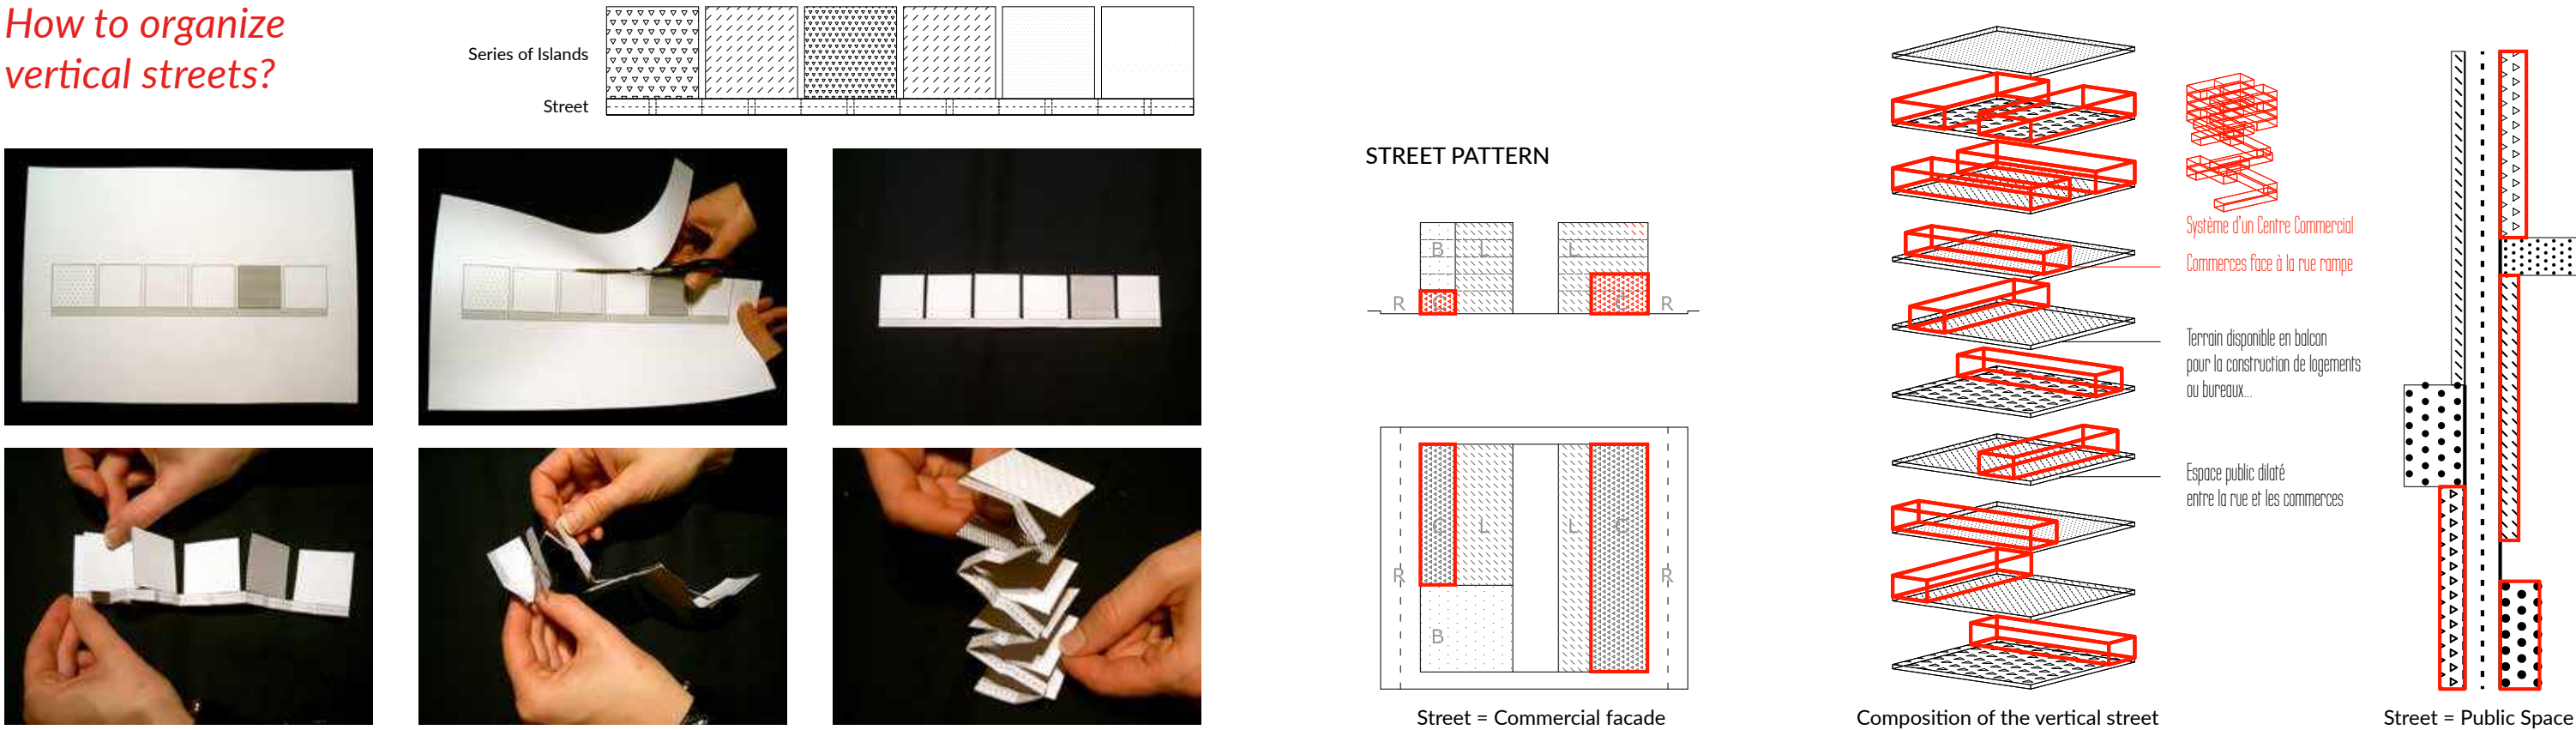 How to organize
vertical streets?
Series of Islands
Street
STREET PATTERN
B L L
R C C R
C L L C
R R
B
Street = Commercial facade
Système d'un Centre Commercial
Commerces face à la rue rampe
Terrain disponible en balcon
pour la construction de logements
ou bureaux...
Espace public dilaté
entre la rue et les commerces
Composition of the vertical street
Street = Public Space